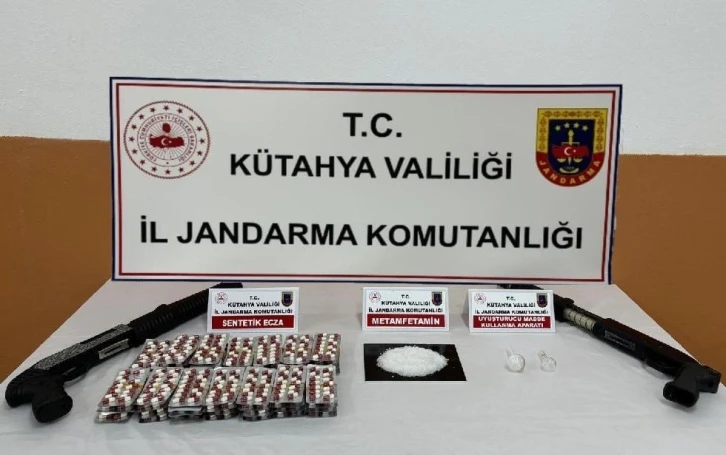 T.C.
KÜTAHYA VALİLİĞİ
İL JANDARMA KOMUTANLIĞI
JANDARMA
T.C.
KÜTAHYA VALİLİĞİ
İL JANDARMA KOMUTANLIĞI
SENTETİK ECZA
T.C.
KÜTAHYA VALİLİĞİ
İL JANDARMA KOMUTANLIĞI
METAMFETAMİN
T.C.
KÜTAHYA VALİLİĞİ
İL JANDARMA KOMUTANLIĞI
UYUŞTURUCU MADDE
KULLANMA APARATI